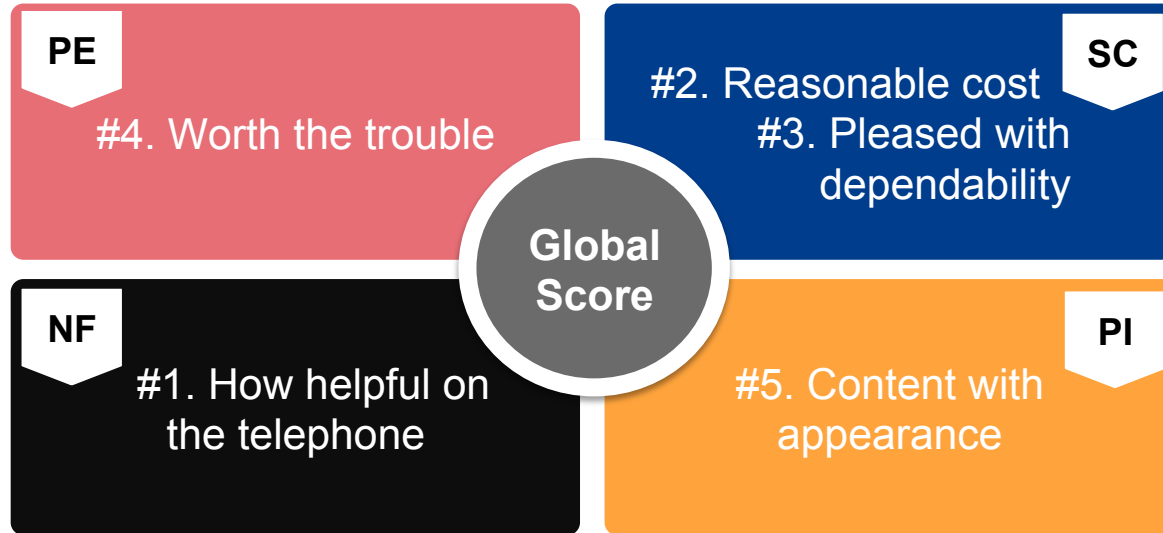 PE
#4. Worth the trouble
SC
#2. Reasonable cost
#3. Pleased with
dependability
Global
Score
NF
#1. How helpful on
the telephone
PI
#5. Content with
appearance